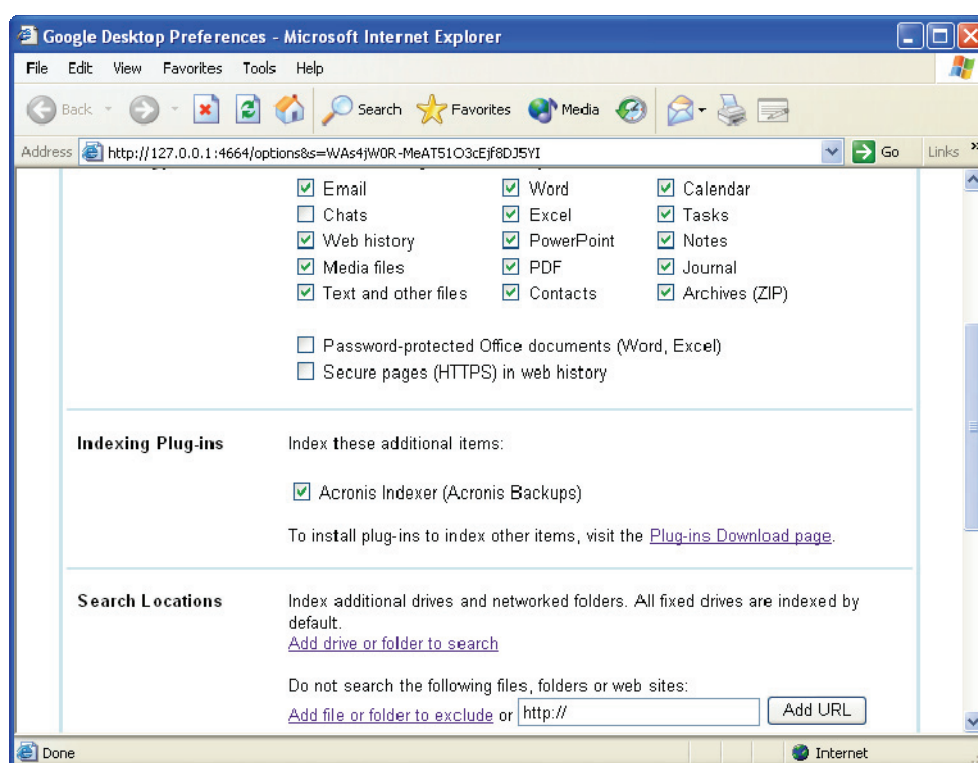 Google Desktop Preferences - Microsoft Internet Explorer
File Edit View Favorites Tools Help
Back Search Favorites Media
Address http://127.0.0.1:4664/options&s=WAs4jW0R-MeAT51O3cEjf8DJ5YI Go Links »
Email Word Calendar
Chats Excel Tasks
Web history PowerPoint Notes
Media files PDF Journal
Text and other files Contacts Archives (ZIP)
Password-protected Office documents (Word, Excel)
Secure pages (HTTPS) in web history
Indexing Plug-ins Index these additional items:
Acronis Indexer (Acronis Backups)
To install plug-ins to index other items, visit the Plug-ins Download page.
Search Locations Index additional drives and networked folders. All fixed drives are indexed by
default.
Add drive or folder to search
Do not search the following files, folders or web sites:
Add file or folder to exclude or http:// Add URL
Done Internet